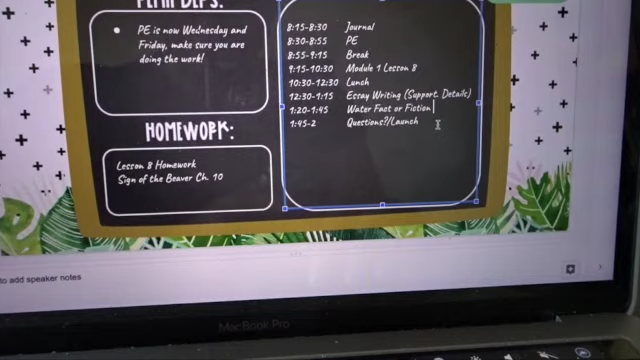 PE is now Wednesday and
Friday, make sure you are
doing the work!
HOMEWORK:
Lesson 8 Homework
Sign of the Beaver Ch. 10
8:15-8:30 Journal
8:30-8:55 PE
8:55-9:15 Break
9:15-10:30 Module 1 Lesson 8
10:30-12:30 Lunch
12:30-1:15 Essay Writing (Support. Details)
1:20-1:45 Water Fact or Fiction
1:45-2 Questions?/Launch
to add speaker notes
MacBook Pro